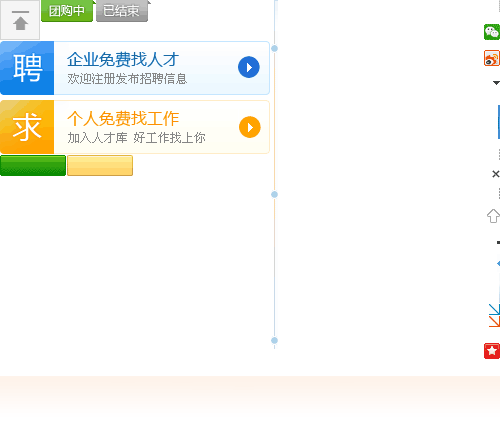 团购中 已结束
聘 企业免费找人才
欢迎注册发布招聘信息
求 个人免费找工作
加入人才库 好工作找上你